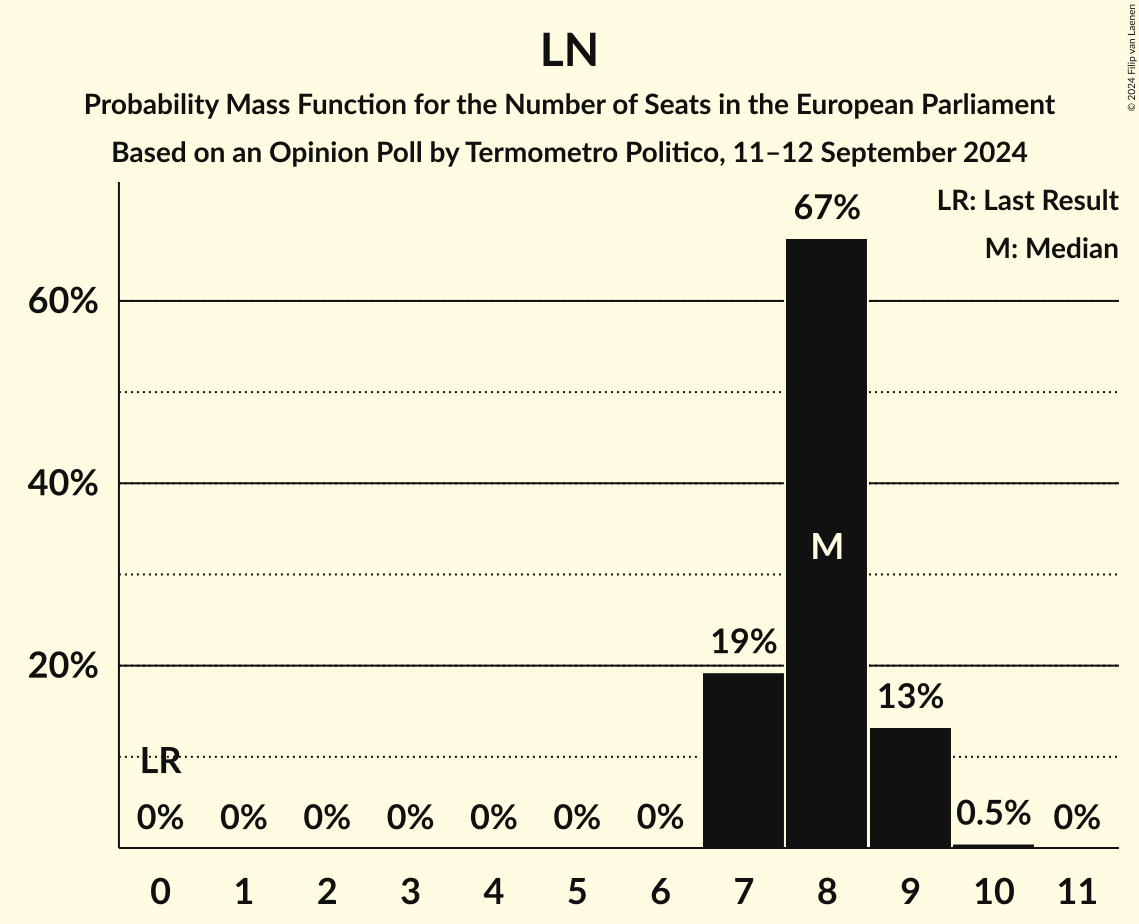 LN
Probability Mass Function for the Number of Seats in the European Parliament
Based on an Opinion Poll by Termometro Politico, 11–12 September 2024
© 2024 Filip van Laenen
LR: Last Result
M: Median
67%
60%
40%
M
19%
20%
13%
LR
0% 0% 0% 0% 0% 0% 0% 0.5% 0%
0 1 2 3 4 5 6 7 8 9 10 11